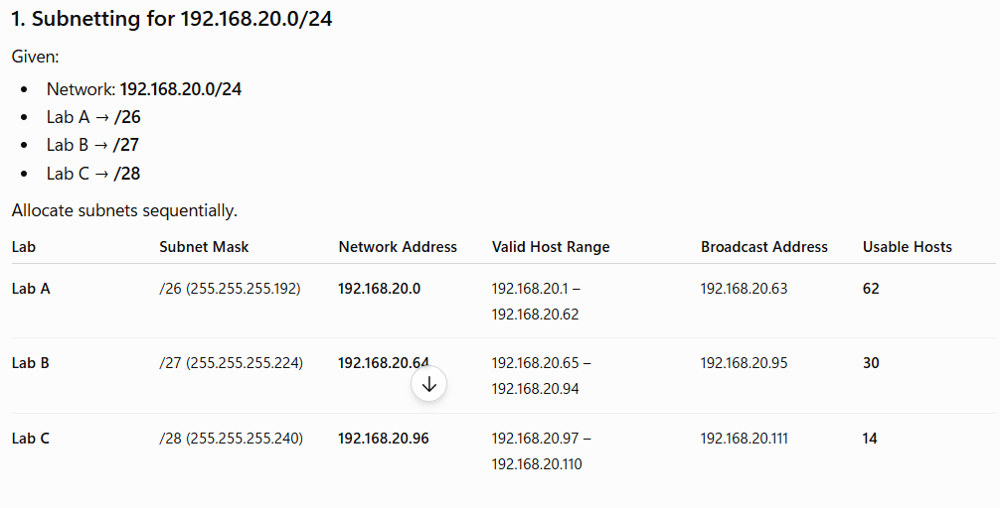 1. Subnetting for 192.168.20.0/24
Given:
• Network: 192.168.20.0/24
• Lab A → /26
• Lab B → /27
• Lab C → /28
Allocate subnets sequentially.
Lab Subnet Mask Network Address Valid Host Range Broadcast Address Usable Hosts
Lab A /26 (255.255.255.192) 192.168.20.0 192.168.20.1 – 192.168.20.63 62
192.168.20.62
Lab B /27 (255.255.255.224) 192.168.20.64 192.168.20.65 – 192.168.20.95 30
192.168.20.94
Lab C /28 (255.255.255.240) 192.168.20.96 192.168.20.97 – 192.168.20.111 14
192.168.20.110